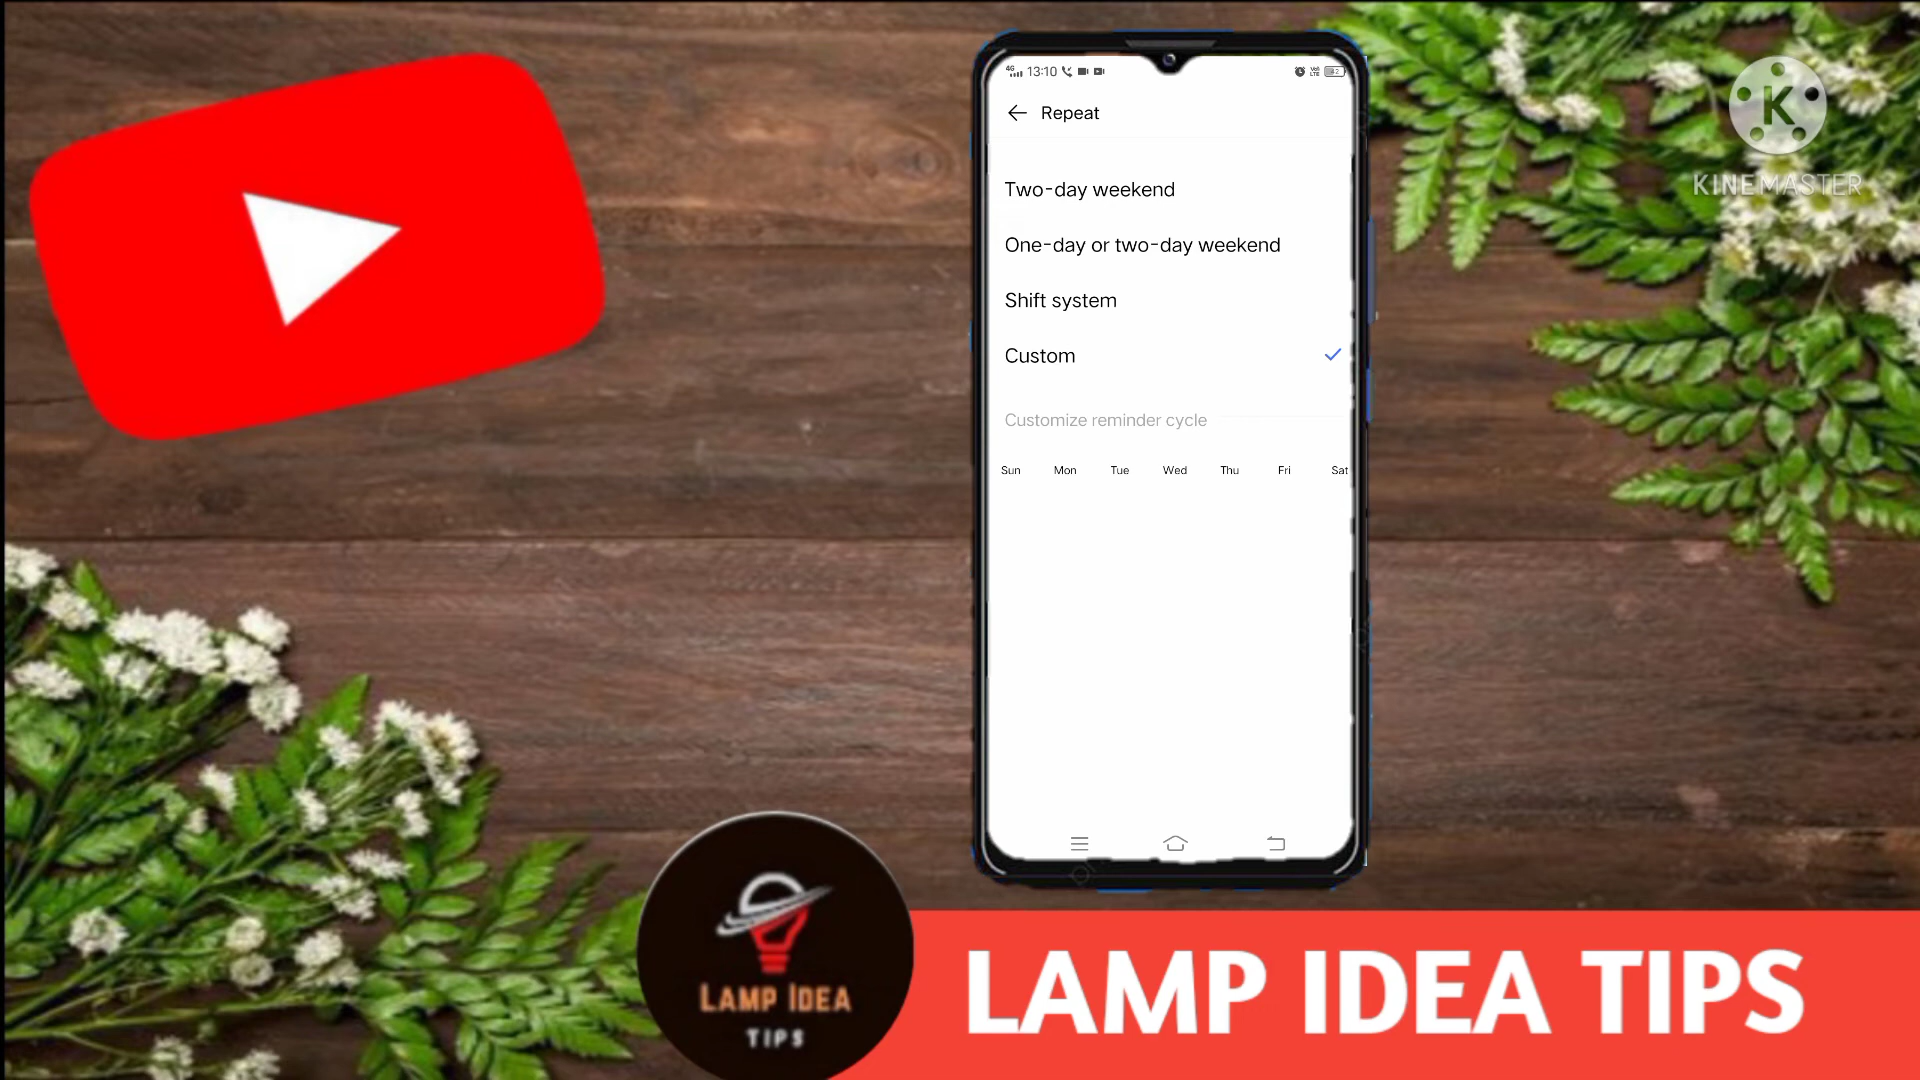 4G 13:10
Repeat
Two-day weekend
One-day or two-day weekend
Shift system
Custom
Customize reminder cycle
Sun Mon Tue Wed Thu Fri Sat
K
KINEMASTER
LAMP IDEA
TIPS
LAMP IDEA TIPS